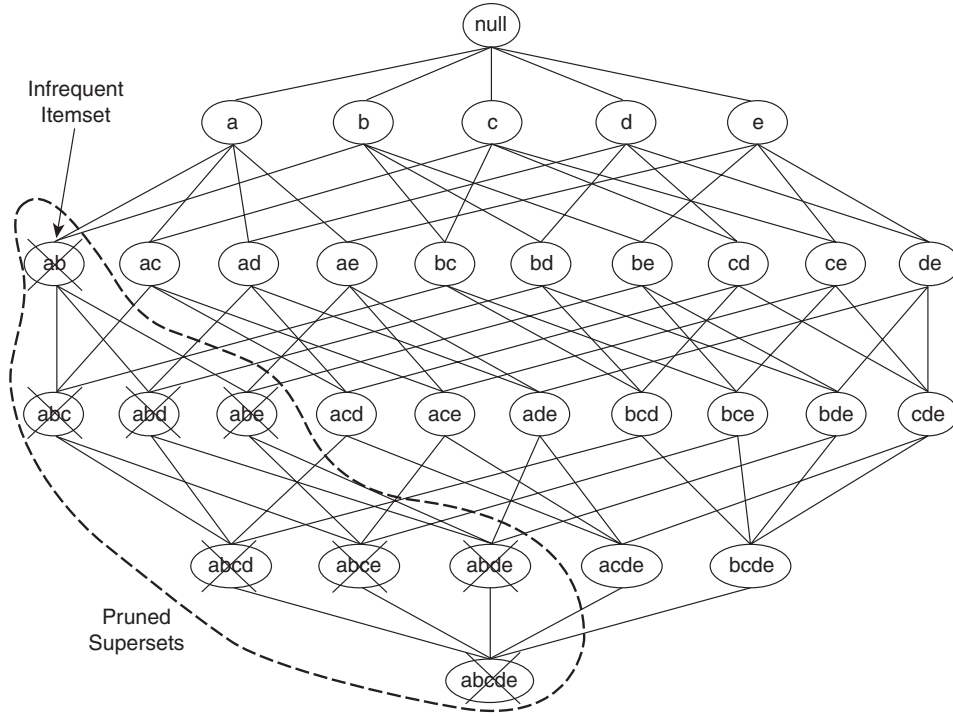 null
Infrequent
Itemset
a
b
c
d
e
ab
ac
ad
ae
bc
bd
be
cd
ce
de
abc
abd
abe
acd
ace
ade
bcd
bce
bde
cde
abcd
abce
abde
acde
bcde
Pruned
Supersets
abcde